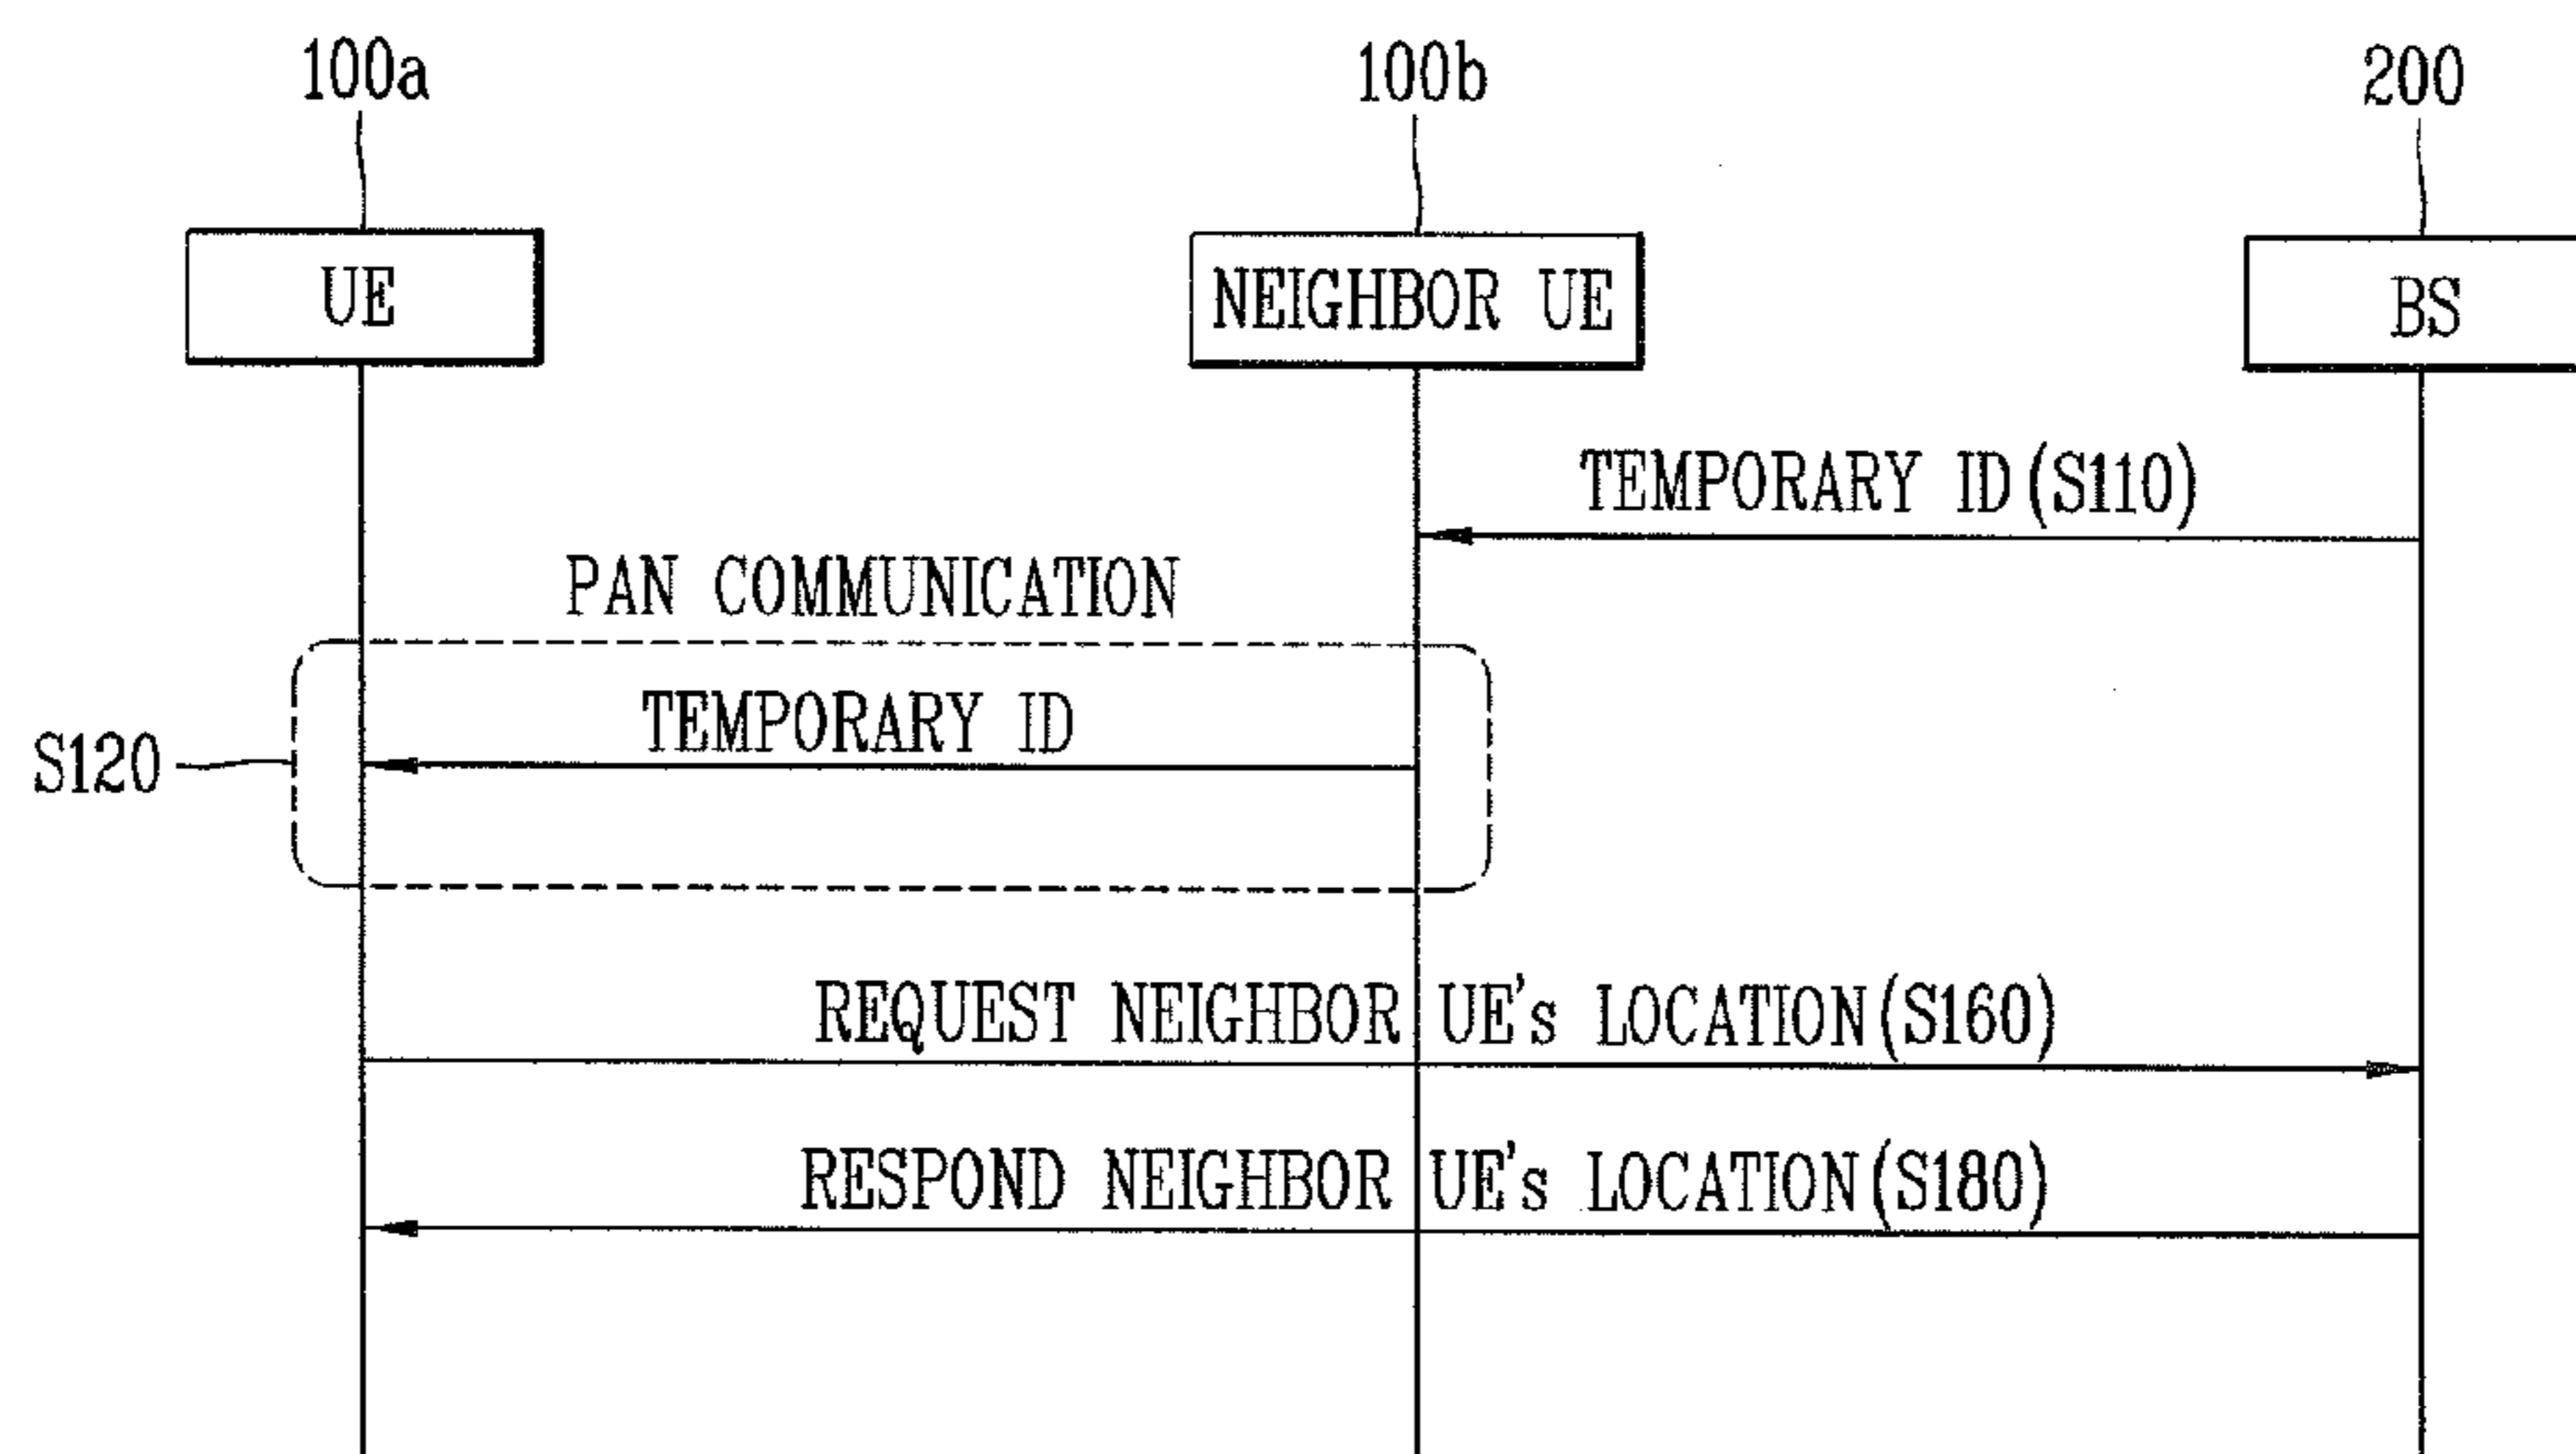 100a
100b
200
UE
NEIGHBOR UE
BS
TEMPORARY ID (S110)
PAN COMMUNICATION
TEMPORARY ID
S120
REQUEST NEIGHBOR UE's LOCATION (S160)
RESPOND NEIGHBOR UE's LOCATION (S180)